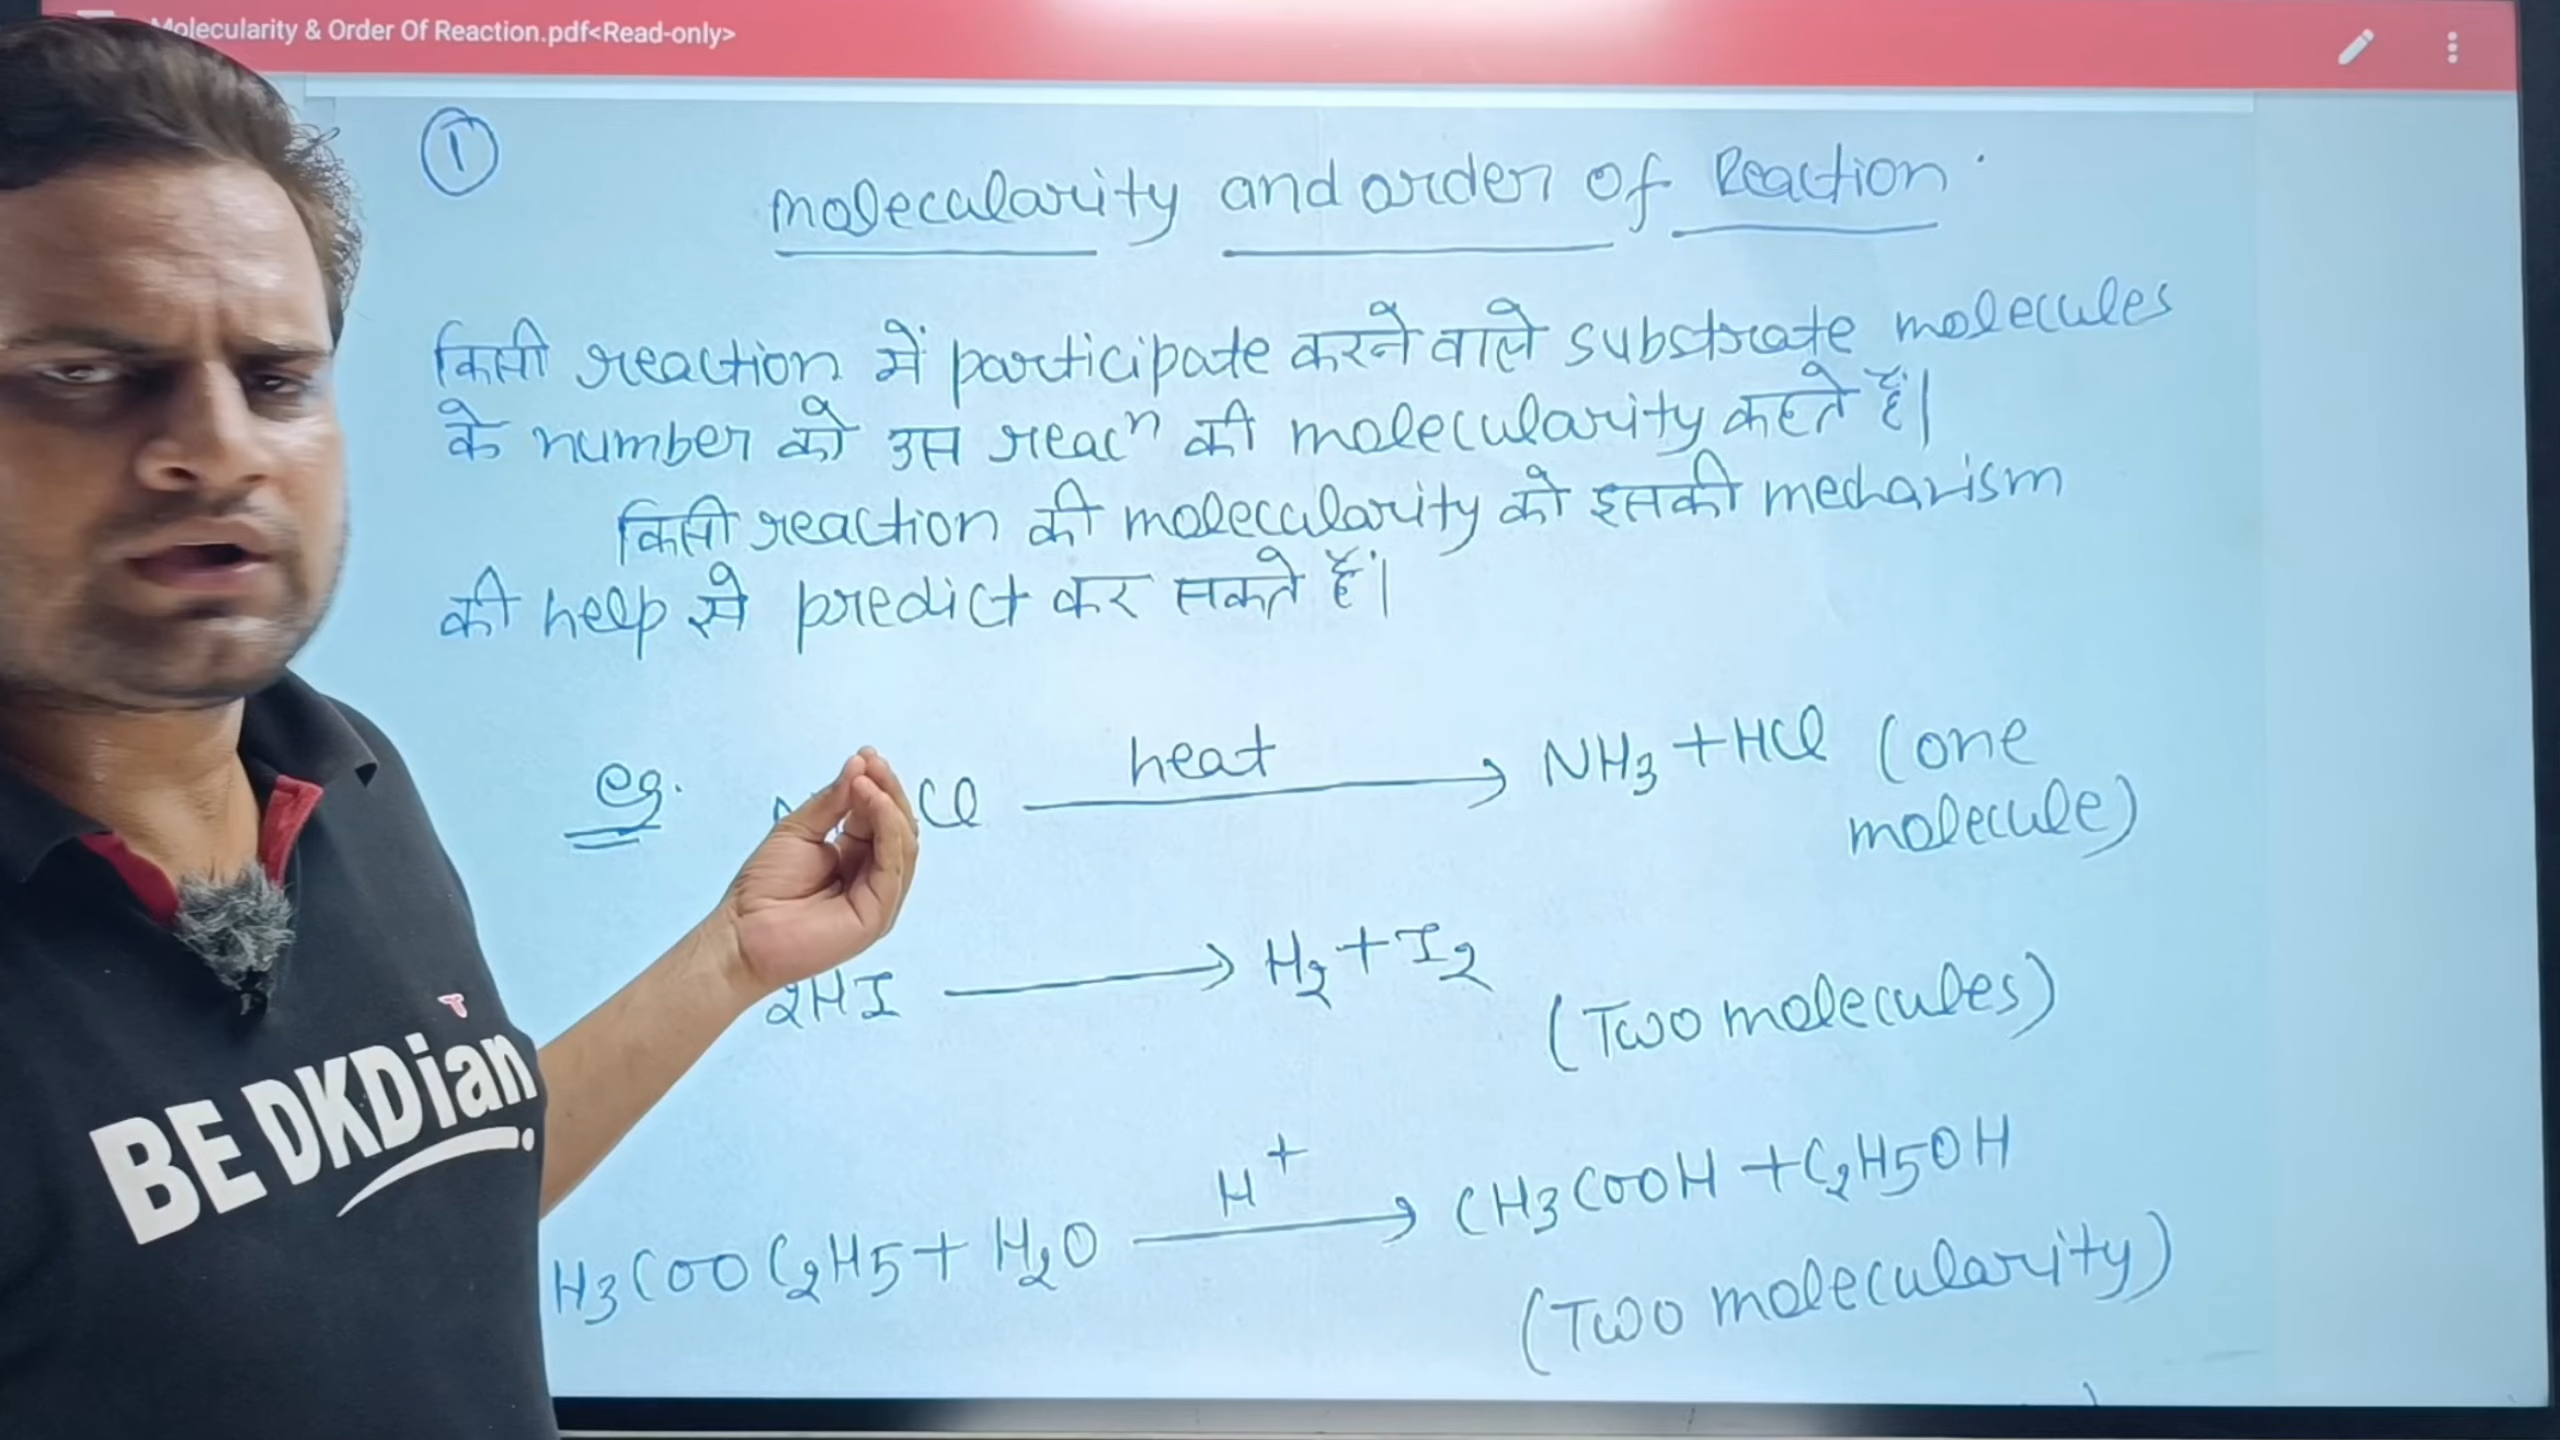 Molecularity & Order Of Reaction.pdf<Read-only>
①
Molecularity and order of Reaction.
किसी reaction में participate करने वाले substrate molecules
के number को उस reacⁿ की molecularity कहते हैं।
किसी reaction की molecularity को इसकी mechanism
की help से predict कर सकते हैं।
eg. Cl heat → NH3 + HCl (one
molecule)
2HI → H2 + I2
(Two molecules)
H3COOC2H5 + H2O H+ → CH3COOH + C2H5OH
(Two molecularity)
BE DKDian